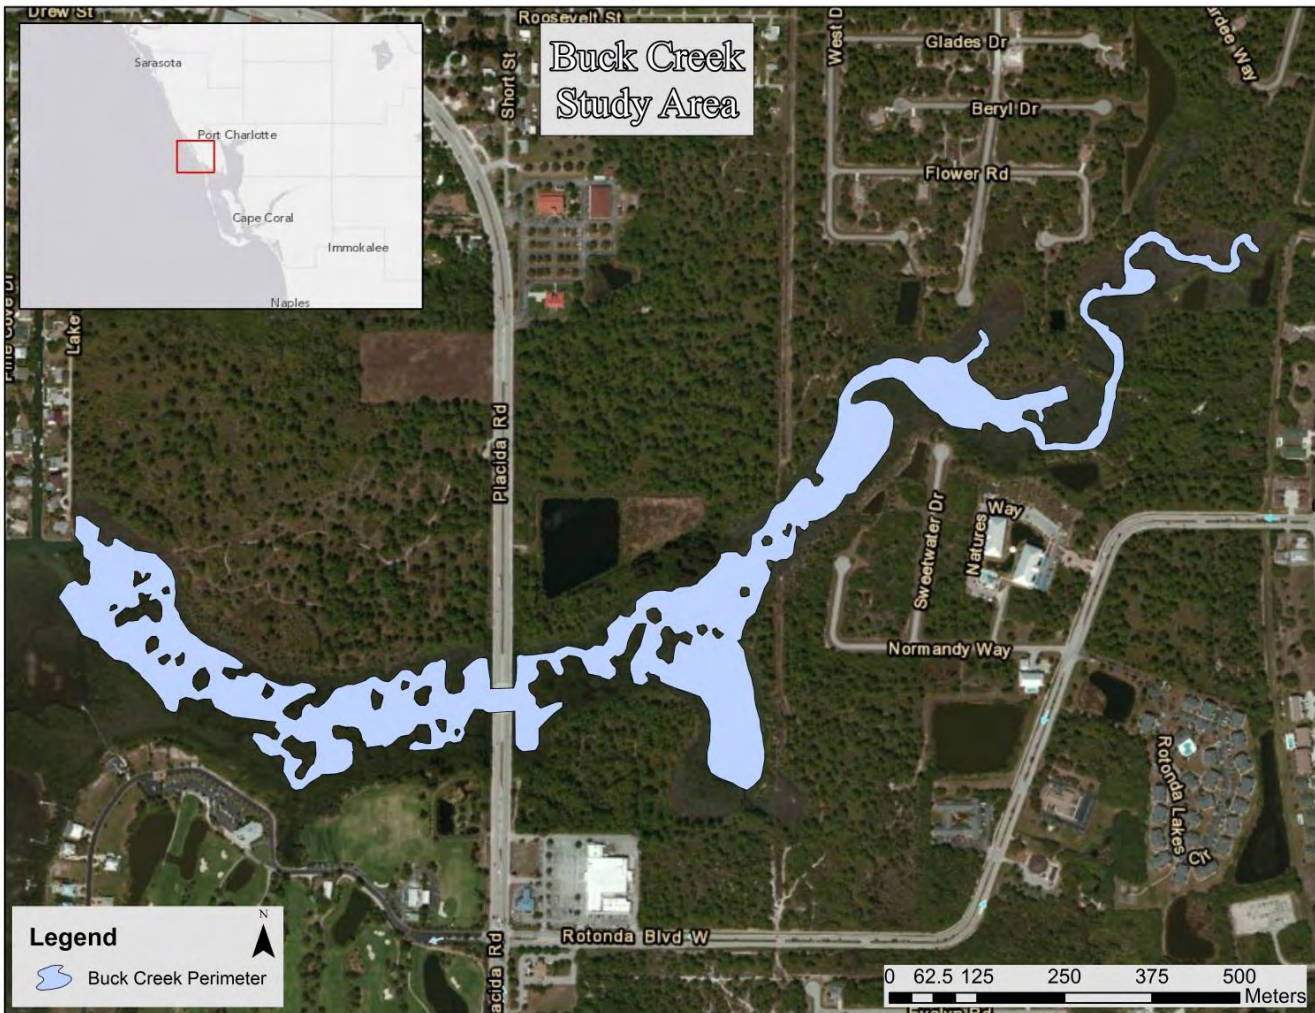 Drew St
Roosevelt St
Short St
Buck Creek
Study Area
West D
Glades Dr
Beryl Dr
Flower Rd
Sarasota
Port Charlotte
Cape Coral
Immokalee
Naples
Lake
Placida Rd
Sweetwater Dr
Natures Way
Normandy Way
Rotonda Lakes
Cir
Rotonda Blvd W
acida Rd
N
Legend
Buck Creek Perimeter
0 62.5 125 250 375 500
Meters